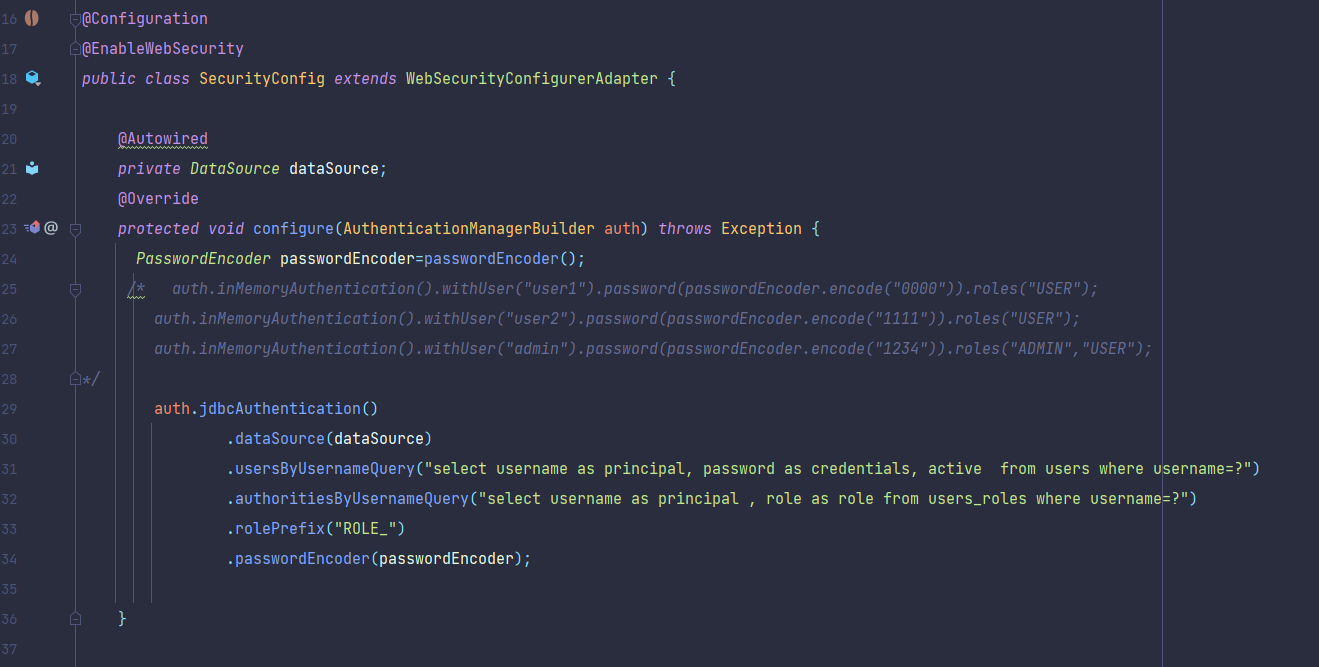 16 @Configuration
17 @EnableWebSecurity
18 public class SecurityConfig extends WebSecurityConfigurerAdapter {
19
20 @Autowired
21 private DataSource dataSource;
22 @Override
23 @ protected void configure(AuthenticationManagerBuilder auth) throws Exception {
24 PasswordEncoder passwordEncoder=passwordEncoder();
25 /*   auth.inMemoryAuthentication().withUser("user1").password(passwordEncoder.encode("0000")).roles("USER");
26 auth.inMemoryAuthentication().withUser("user2").password(passwordEncoder.encode("1111")).roles("USER");
27 auth.inMemoryAuthentication().withUser("admin").password(passwordEncoder.encode("1234")).roles("ADMIN","USER");
28 */
29 auth.jdbcAuthentication()
30 .dataSource(dataSource)
31 .usersByUsernameQuery("select username as principal, password as credentials, active  from users where username=?")
32 .authoritiesByUsernameQuery("select username as principal , role as role from users_roles where username=?")
33 .rolePrefix("ROLE_")
34 .passwordEncoder(passwordEncoder);
35
36 }
37